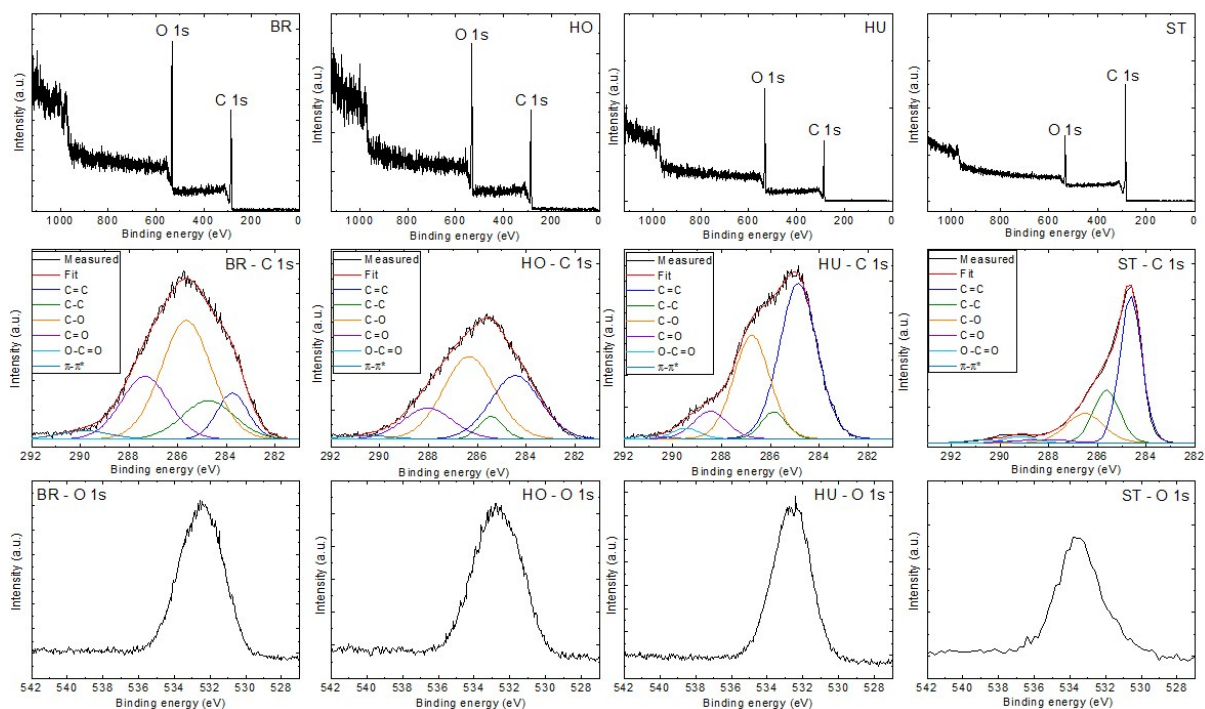 BR
O 1s
C 1s
Intensity (a.u.)
1000 800 600 400 200 0
Binding energy (eV)
HO
O 1s
C 1s
Intensity (a.u.)
1000 800 600 400 200 0
Binding energy (eV)
HU
O 1s
C 1s
Intensity (a.u.)
1000 800 600 400 200 0
Binding energy (eV)
ST
C 1s
O 1s
Intensity (a.u.)
1000 800 600 400 200 0
Binding energy (eV)
BR - C 1s
Measured
Fit
C=C
C-C
C-O
C=O
O-C=O
π-π*
Intensity (a.u.)
292 290 288 286 284 282
Binding energy (eV)
HO - C 1s
Measured
Fit
C=C
C-C
C-O
C=O
O-C=O
π-π*
Intensity (a.u.)
292 290 288 286 284 282
Binding energy (eV)
HU - C 1s
Measured
Fit
C=C
C-C
C-O
C=O
O-C=O
π-π*
Intensity (a.u.)
292 290 288 286 284 282
Binding energy (eV)
ST - C 1s
Measured
Fit
C=C
C-C
C-O
C=O
O-C=O
π-π*
Intensity (a.u.)
292 290 288 286 284 282
Binding energy (eV)
BR - O 1s
Intensity (a.u.)
542 540 538 536 534 532 530 528
Binding energy (eV)
HO - O 1s
Intensity (a.u.)
542 540 538 536 534 532 530 528
Binding energy (eV)
HU - O 1s
Intensity (a.u.)
542 540 538 536 534 532 530 528
Binding energy (eV)
ST - O 1s
Intensity (a.u.)
542 540 538 536 534 532 530 528
Binding energy (eV)